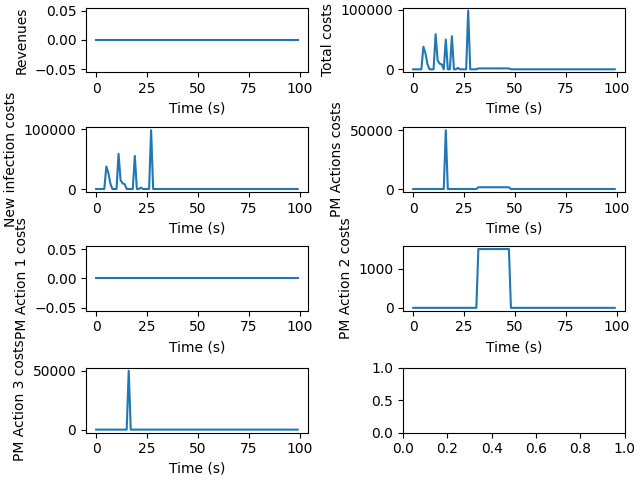 Revenues
0.05
0.00
−0.05
0 25 50 75 100
Time (s)
Total costs
100000
0
0 25 50 75 100
Time (s)
New infection costs
100000
0
0 25 50 75 100
Time (s)
PM Actions costs
50000
0
0 25 50 75 100
Time (s)
PM Action 1 costs
0.05
0.00
−0.05
0 25 50 75 100
Time (s)
PM Action 2 costs
1000
0
0 25 50 75 100
Time (s)
PM Action 3 costs
50000
0
0 25 50 75 100
Time (s)
1.0
0.5
0.0
0.0 0.2 0.4 0.6 0.8 1.0